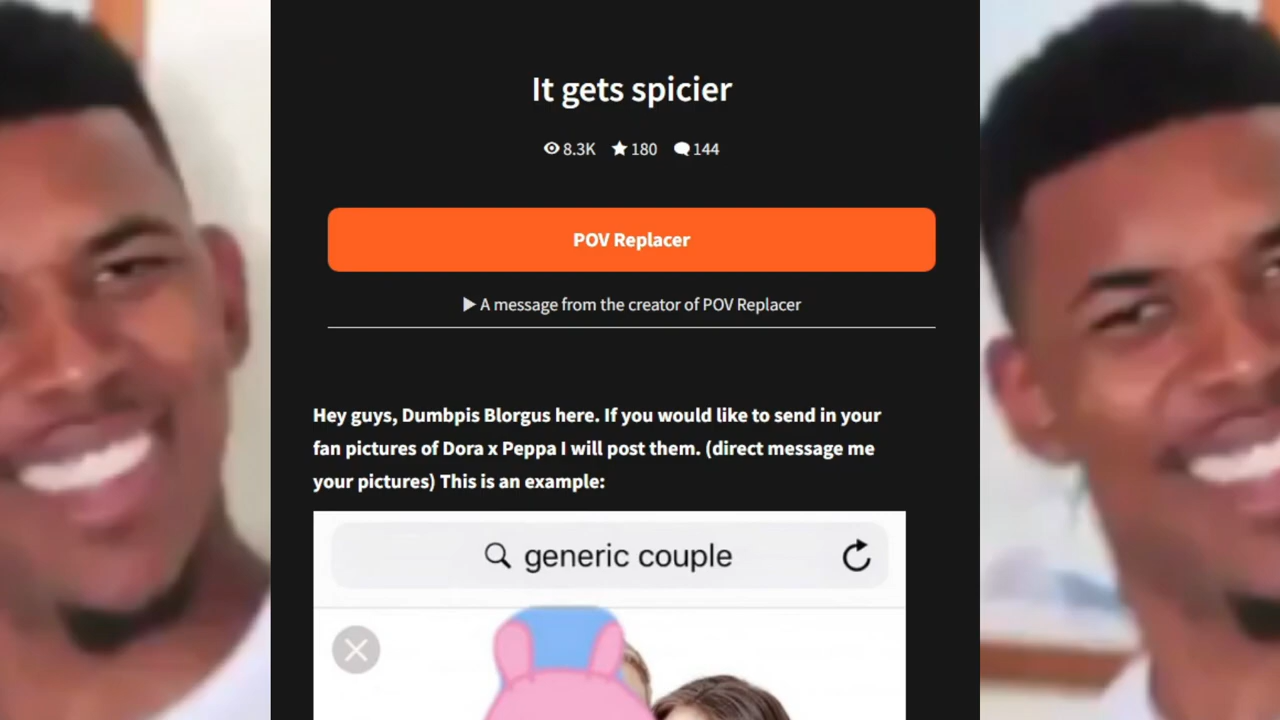 It gets spicier
8.3K 180 144
POV Replacer
▶ A message from the creator of POV Replacer
Hey guys, Dumbpis Blorgus here. If you would like to send in your
fan pictures of Dora x Peppa I will post them. (direct message me
your pictures) This is an example:
generic couple